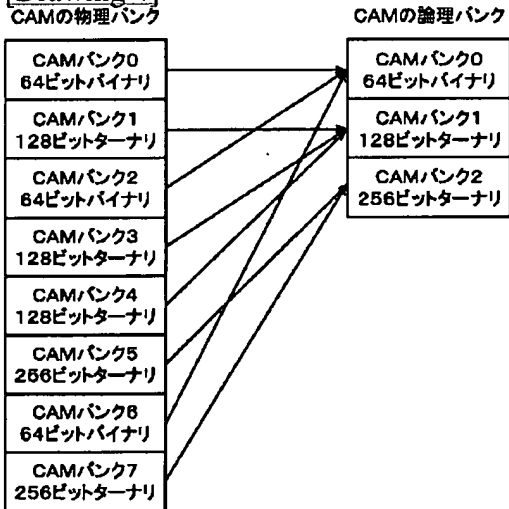 CAMの物理バンク
CAMバンク0
64ビットバイナリ
CAMバンク1
128ビットターナリ
CAMバンク2
64ビットバイナリ
CAMバンク3
128ビットターナリ
CAMバンク4
128ビットターナリ
CAMバンク5
256ビットターナリ
CAMバンク6
64ビットバイナリ
CAMバンク7
256ビットターナリ
CAMの論理バンク
CAMバンク0
64ビットバイナリ
CAMバンク1
128ビットターナリ
CAMバンク2
256ビットターナリ